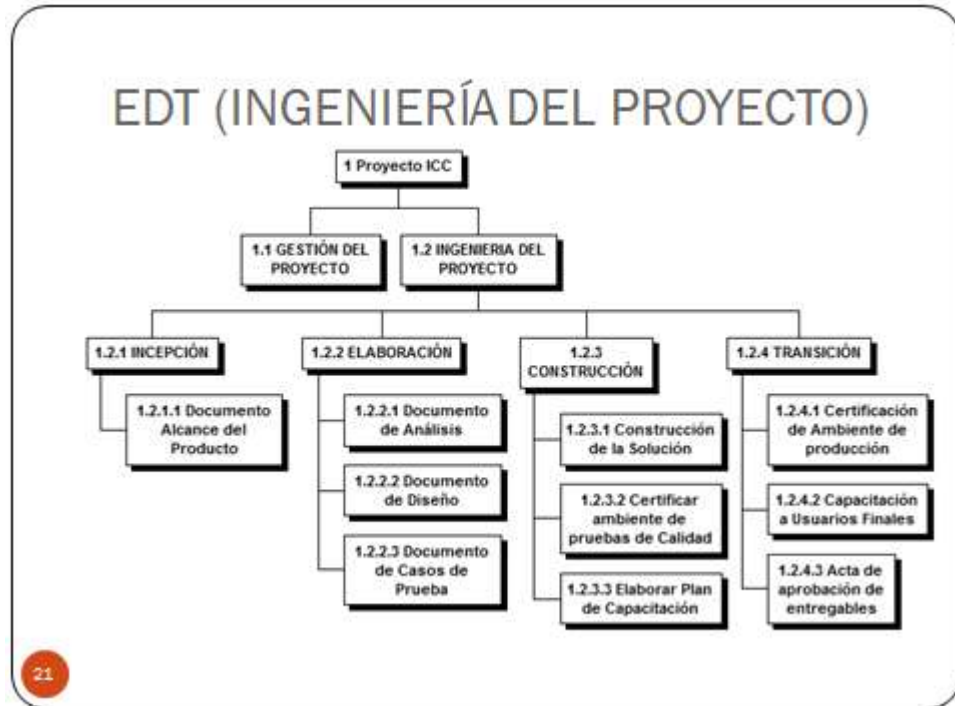 EDT (INGENIERÍA DEL PROYECTO)
1 Proyecto ICC
1.1 GESTIÓN DEL
PROYECTO
1.2 INGENIERIA DEL
PROYECTO
1.2.1 INCEPCIÓN
1.2.1.1 Documento
Alcance del
Producto
1.2.2 ELABORACIÓN
1.2.2.1 Documento
de Análisis
1.2.2.2 Documento
de Diseño
1.2.2.3 Documento
de Casos de
Prueba
1.2.3
CONSTRUCCIÓN
1.2.3.1 Construcción
de la Solución
1.2.3.2 Certificar
ambiente de
pruebas de Calidad
1.2.3.3 Elaborar Plan
de Capacitación
1.2.4 TRANSICIÓN
1.2.4.1 Certificación
de Ambiente de
producción
1.2.4.2 Capacitación
a Usuarios Finales
1.2.4.3 Acta de
aprobación de
entregables
21